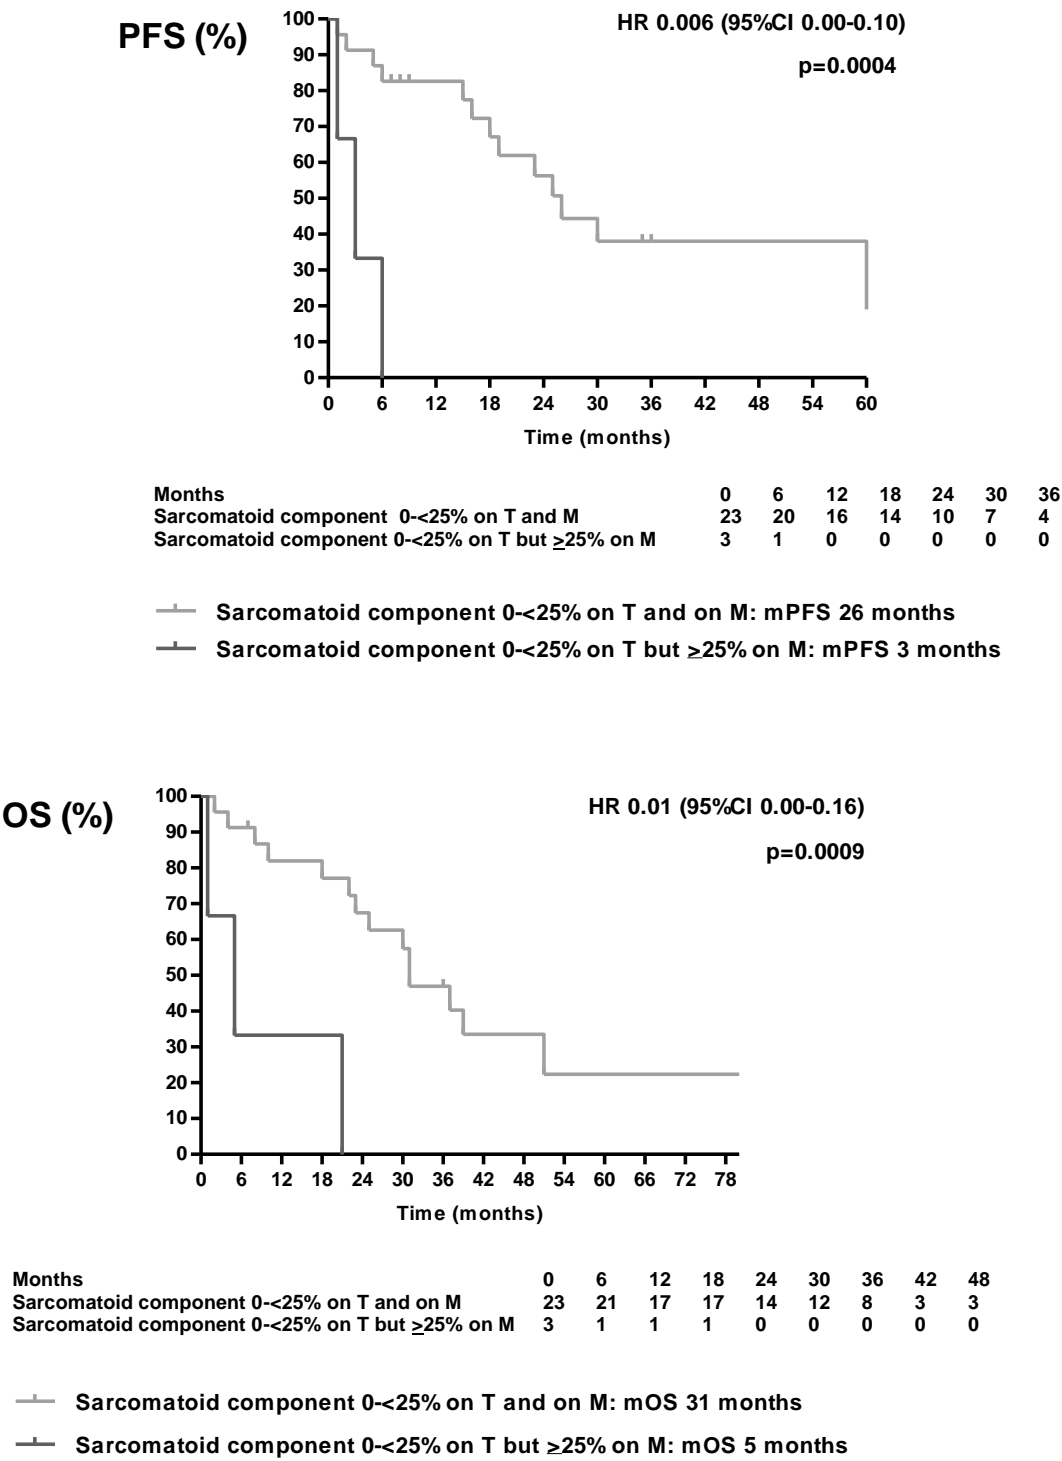 PFS (%)
HR 0.006 (95%CI 0.00-0.10)
p=0.0004
100
90
80
70
60
50
40
30
20
10
0
0 6 12 18 24 30 36 42 48 54 60
Time (months)
Months 0 6 12 18 24 30 36
Sarcomatoid component 0-<25% on T and M 23 20 16 14 10 7 4
Sarcomatoid component 0-<25% on T but ≥25% on M 3 1 0 0 0 0 0
Sarcomatoid component 0-<25% on T and on M: mPFS 26 months
Sarcomatoid component 0-<25% on T but ≥25% on M: mPFS 3 months
OS (%)
HR 0.01 (95%CI 0.00-0.16)
p=0.0009
100
90
80
70
60
50
40
30
20
10
0
0 6 12 18 24 30 36 42 48 54 60 66 72 78
Time (months)
Months 0 6 12 18 24 30 36 42 48
Sarcomatoid component 0-<25% on T and on M 23 21 17 17 14 12 8 3 3
Sarcomatoid component 0-<25% on T but ≥25% on M 3 1 1 1 0 0 0 0 0
Sarcomatoid component 0-<25% on T and on M: mOS 31 months
Sarcomatoid component 0-<25% on T but ≥25% on M: mOS 5 months